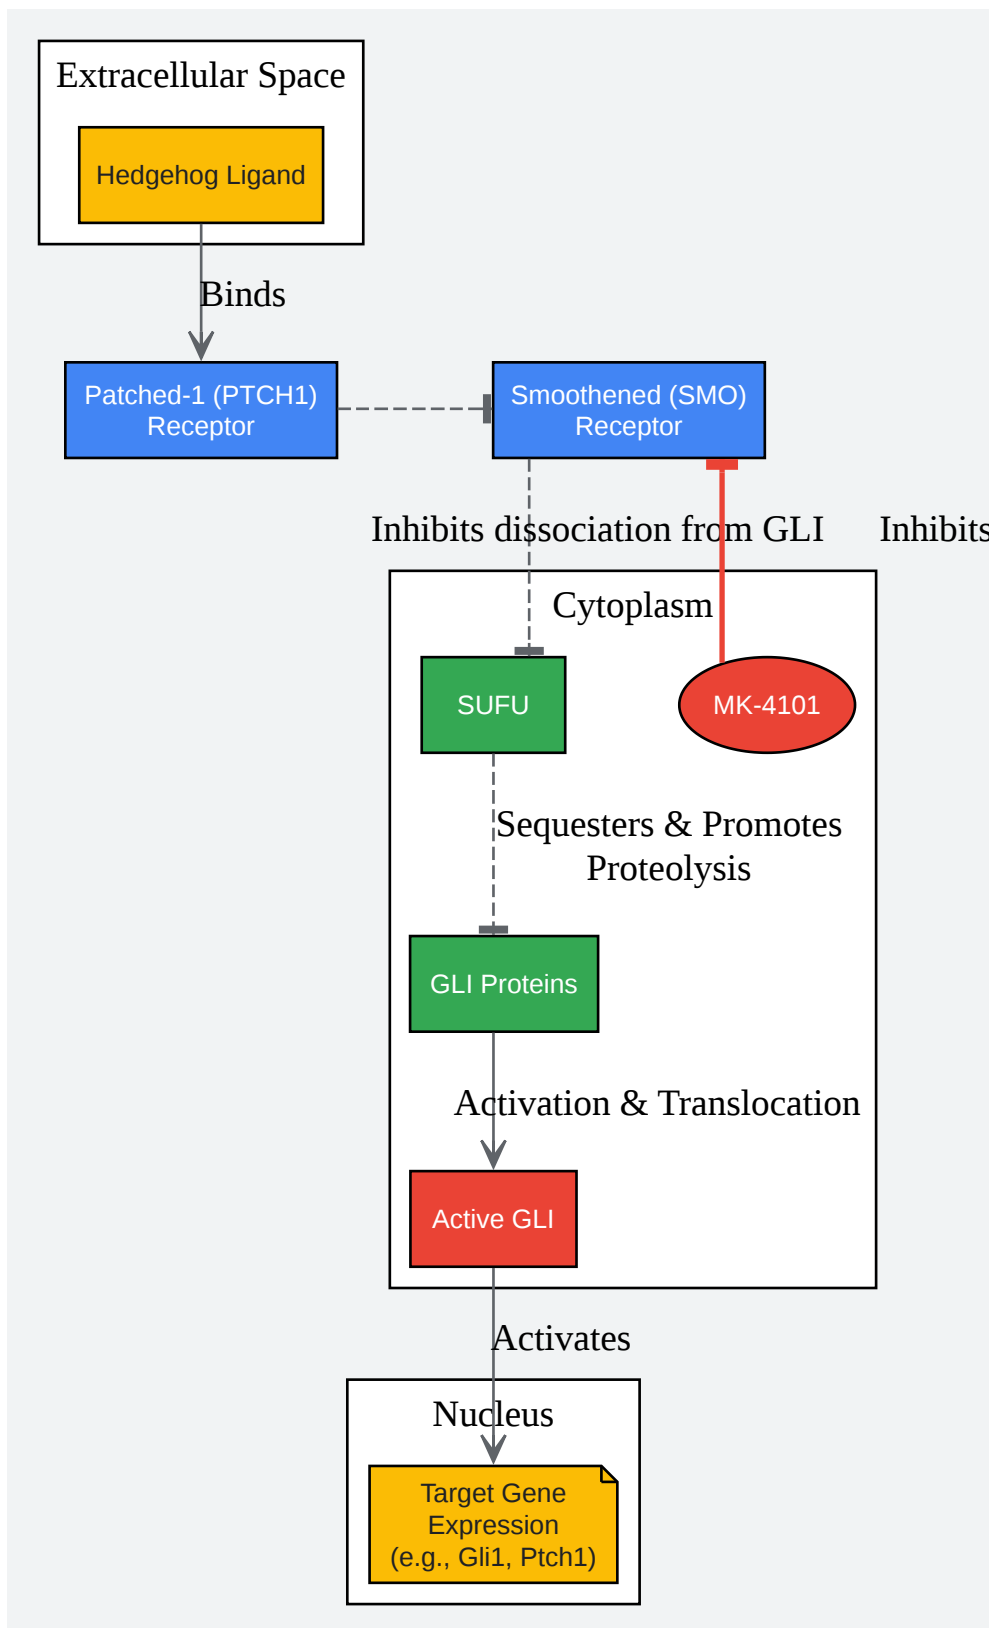 Extracellular Space
Hedgehog Ligand
Binds
Patched-1 (PTCH1)
Receptor
Smoothened (SMO)
Receptor
Inhibits dissociation from GLI
Inhibits
Cytoplasm
SUFU
MK-4101
Sequesters & Promotes
Proteolysis
GLI Proteins
Activation & Translocation
Active GLI
Activates
Nucleus
Target Gene
Expression
(e.g., Gli1, Ptch1)